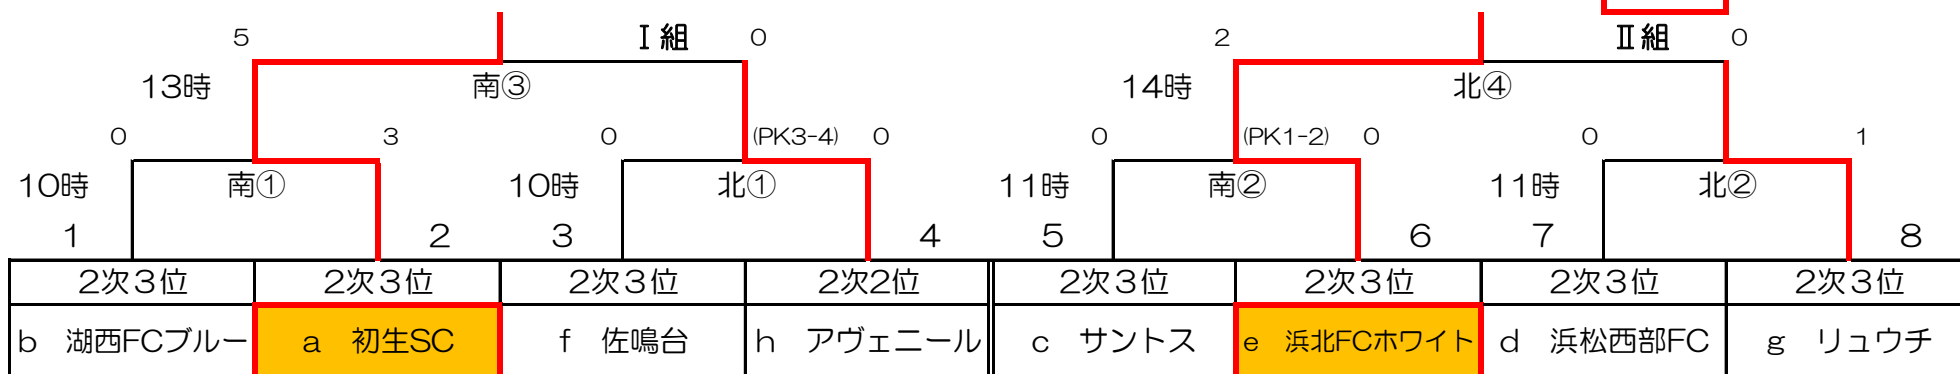 5 Ⅰ組 0 2 Ⅱ組 0
13時 南③ 14時 北④
0 3 0 (PK3-4) 0 0 (PK1-2) 0 0 1
10時 南① 10時 北① 11時 南② 11時 北②
1 2 3 4 5 6 7 8
2次3位 2次3位 2次3位 2次2位 2次3位 2次3位 2次3位 2次3位
b 湖西FCブルー a 初生SC f 佐鳴台 h アヴェニール c サントス e 浜北FCホワイト d 浜松西部FC g リュウチ